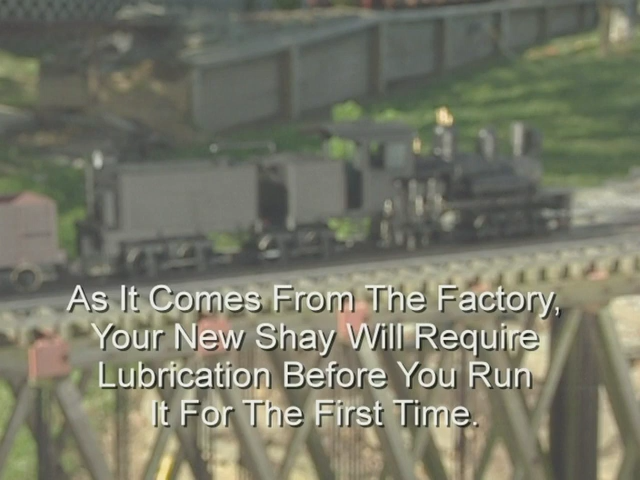 As It Comes From The Factory,
Your New Shay Will Require
Lubrication Before You Run
It For The First Time.